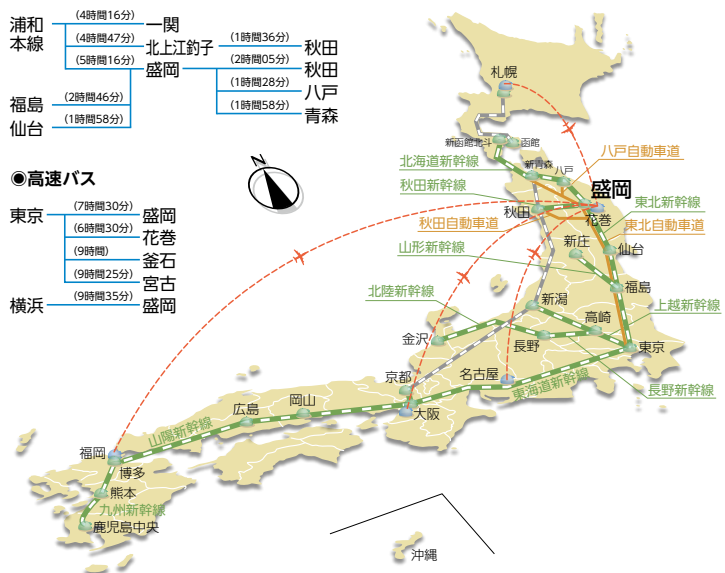 浦和本線
(4時間16分)
一関
(4時間47分)
北上江釣子
(1時間36分)
秋田
(5時間16分)
盛岡
(2時間05分)
秋田
(1時間28分)
八戸
(1時間58分)
青森
福島
(2時間46分)
仙台
(1時間58分)
◉高速バス
東京
(7時間30分)
盛岡
(6時間30分)
花巻
(9時間)
釜石
(9時間25分)
宮古
横浜
(9時間35分)
盛岡
N
札幌
新函館北斗
函館
北海道新幹線
新青森
八戸
八戸自動車道
秋田新幹線
盛岡
秋田
花巻
東北新幹線
秋田自動車道
東北自動車道
山形新幹線
新庄
仙台
北陸新幹線
福島
新潟
上越新幹線
金沢
長野
高崎
東京
京都
名古屋
東海道新幹線
長野新幹線
岡山
広島
大阪
山陽新幹線
福岡
博多
熊本
九州新幹線
鹿児島中央
沖縄